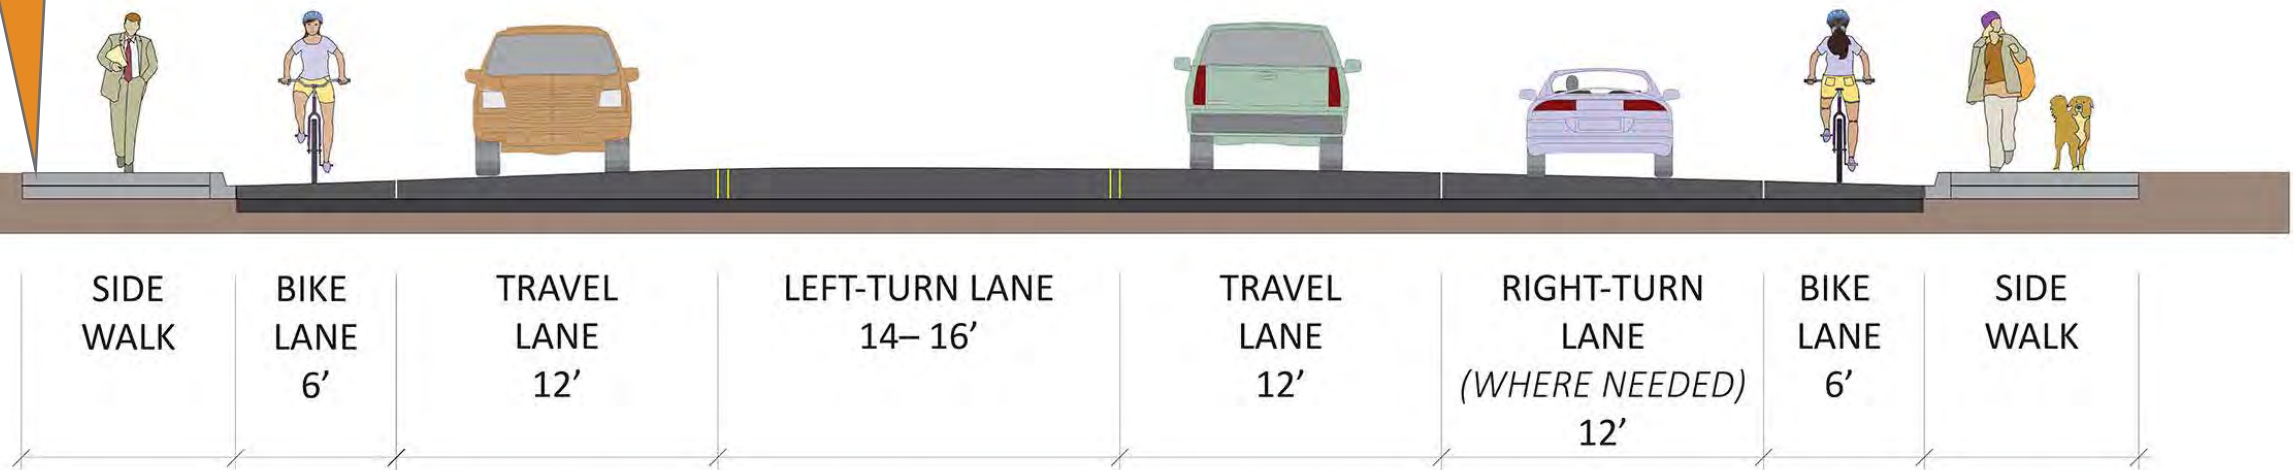 SIDE
WALK
BIKE
LANE
6’
TRAVEL
LANE
12’
LEFT-TURN LANE
14– 16’
TRAVEL
LANE
12’
RIGHT-TURN
LANE
(WHERE NEEDED)
12’
BIKE
LANE
6’
SIDE
WALK